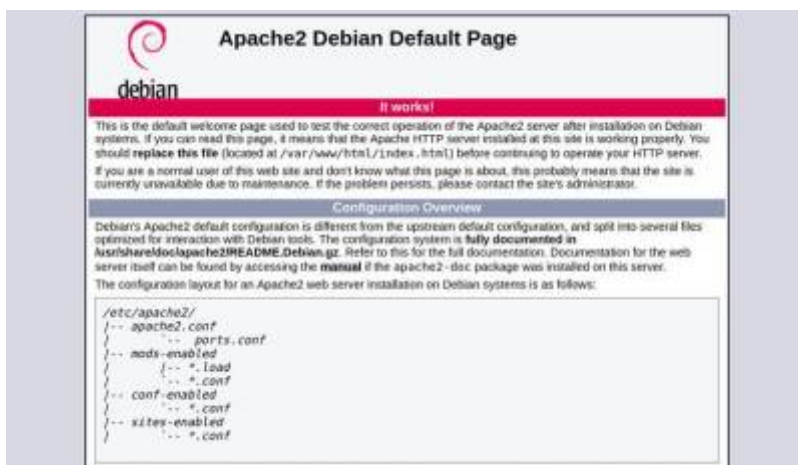 Apache2 Debian Default Page
debian
It works!
This is the default welcome page used to test the correct operation of the Apache2 server after installation on Debian
systems. If you can read this page, it means that the Apache HTTP server installed at this site is working properly. You
should replace this file (located at /var/www/html/index.html) before continuing to operate your HTTP server.
If you are a normal user of this web site and don't know what this page is about, this probably means that the site is
currently unavailable due to maintenance. If the problem persists, please contact the site's administrator.
Configuration Overview
Debian's Apache2 default configuration is different from the upstream default configuration, and split into several files
optimized for interaction with Debian tools. The configuration system is fully documented in
/usr/share/doc/apache2/README.Debian.gz. Refer to this for the full documentation. Documentation for the web
server itself can be found by accessing the manual if the apache2-doc package was installed on this server.
The configuration layout for an Apache2 web server installation on Debian systems is as follows:
/etc/apache2/
|-- apache2.conf
|       `--  ports.conf
|-- mods-enabled
|       |-- *.load
|       `-- *.conf
|-- conf-enabled
|       `-- *.conf
|-- sites-enabled
|       `-- *.conf